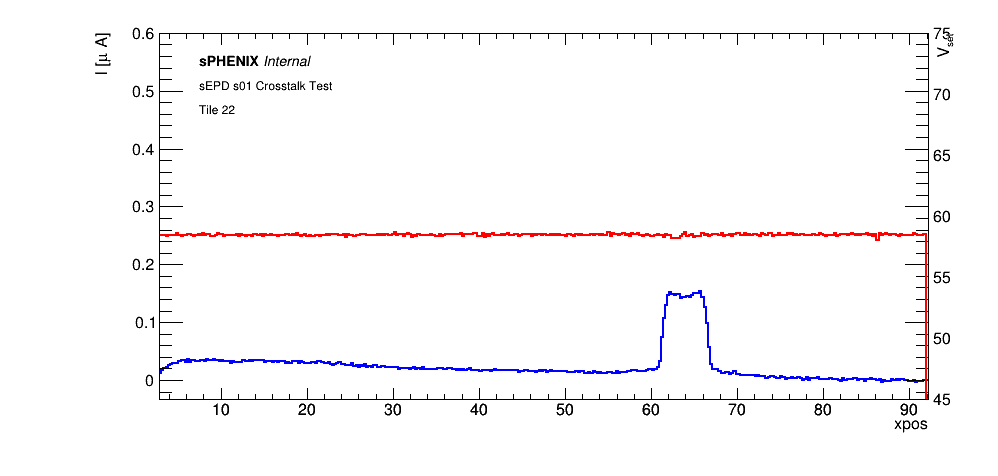 I [μ A]
0.6
0.5
0.4
0.3
0.2
0.1
0
sPHENIX Internal
sEPD s01 Crosstalk Test
Tile 22
75
70
65
60
55
50
45
V set
10 20 30 40 50 60 70 80 90
xpos